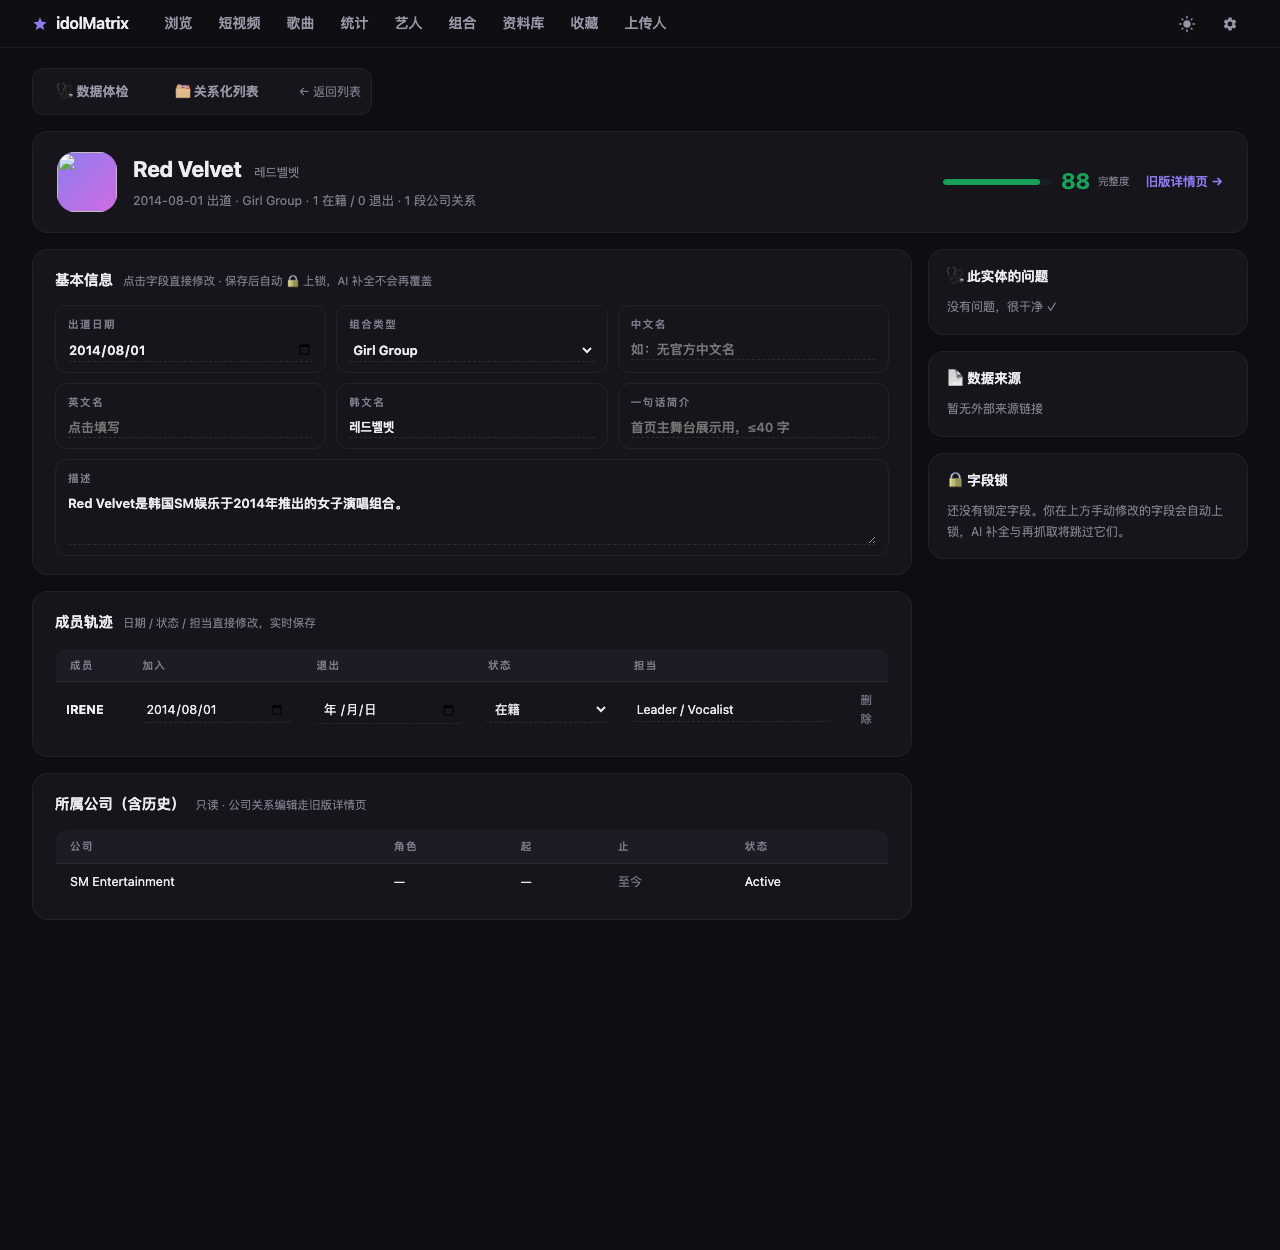 idolMatrix 浏览 短视频 歌曲 统计 艺人 组合 资料库 收藏 上传人
数据体检 关系化列表 ← 返回列表
Red Velvet 레드벨벳
2014-08-01 出道 · Girl Group · 1 在籍 / 0 退出 · 1 段公司关系
88 完整度 旧版详情页 →
基本信息 点击字段直接修改 · 保存后自动 🔒 上锁，AI 补全不会再覆盖
出道日期
2014/08/01
组合类型
Girl Group
中文名
如：无官方中文名
英文名
点击填写
韩文名
레드벨벳
一句话简介
首页主舞台展示用，≤40 字
描述
Red Velvet是韩国SM娱乐于2014年推出的女子演唱组合。
成员轨迹 日期 / 状态 / 担当直接修改，实时保存
成员 加入 退出 状态 担当
IRENE 2014/08/01 年 /月/日 在籍 Leader / Vocalist 删除
所属公司（含历史） 只读 · 公司关系编辑走旧版详情页
公司 角色 起 止 状态
SM Entertainment — — 至今 Active
此实体的问题
没有问题，很干净 ✓
数据来源
暂无外部来源链接
字段锁
还没有锁定字段。你在上方手动修改的字段会自动上
锁，AI 补全与再抓取将跳过它们。